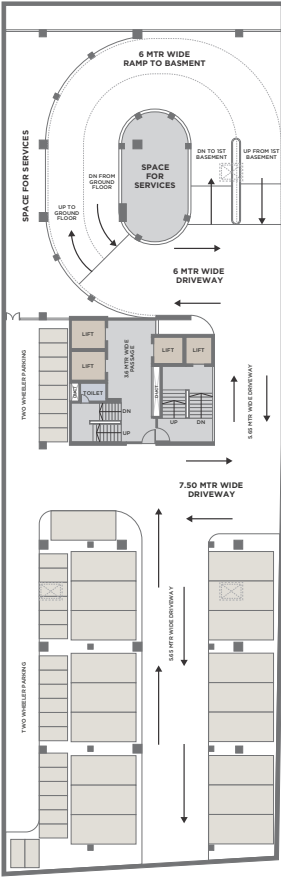 6 MTR WIDE
RAMP TO BASMENT
SPACE FOR SERVICES
SPACE
FOR
SERVICES
DN TO 1ST
BASEMENT
UP FROM 1ST
BASEMENT
DN FROM
GROUND
FLOOR
UP TO
GROUND
FLOOR
6 MTR WIDE
DRIVEWAY
TWO WHEELER PARKING
LIFT
LIFT
3.6 MTR WIDE
PASSAGE
LIFT
LIFT
DUCT
TOILET
DUCT
DN
UP
UP
DN
5.65 MTR WIDE DRIVEWAY
7.50 MTR WIDE
DRIVEWAY
5.65 MTR WIDE DRIVEWAY
TWO WHEELER PARKING